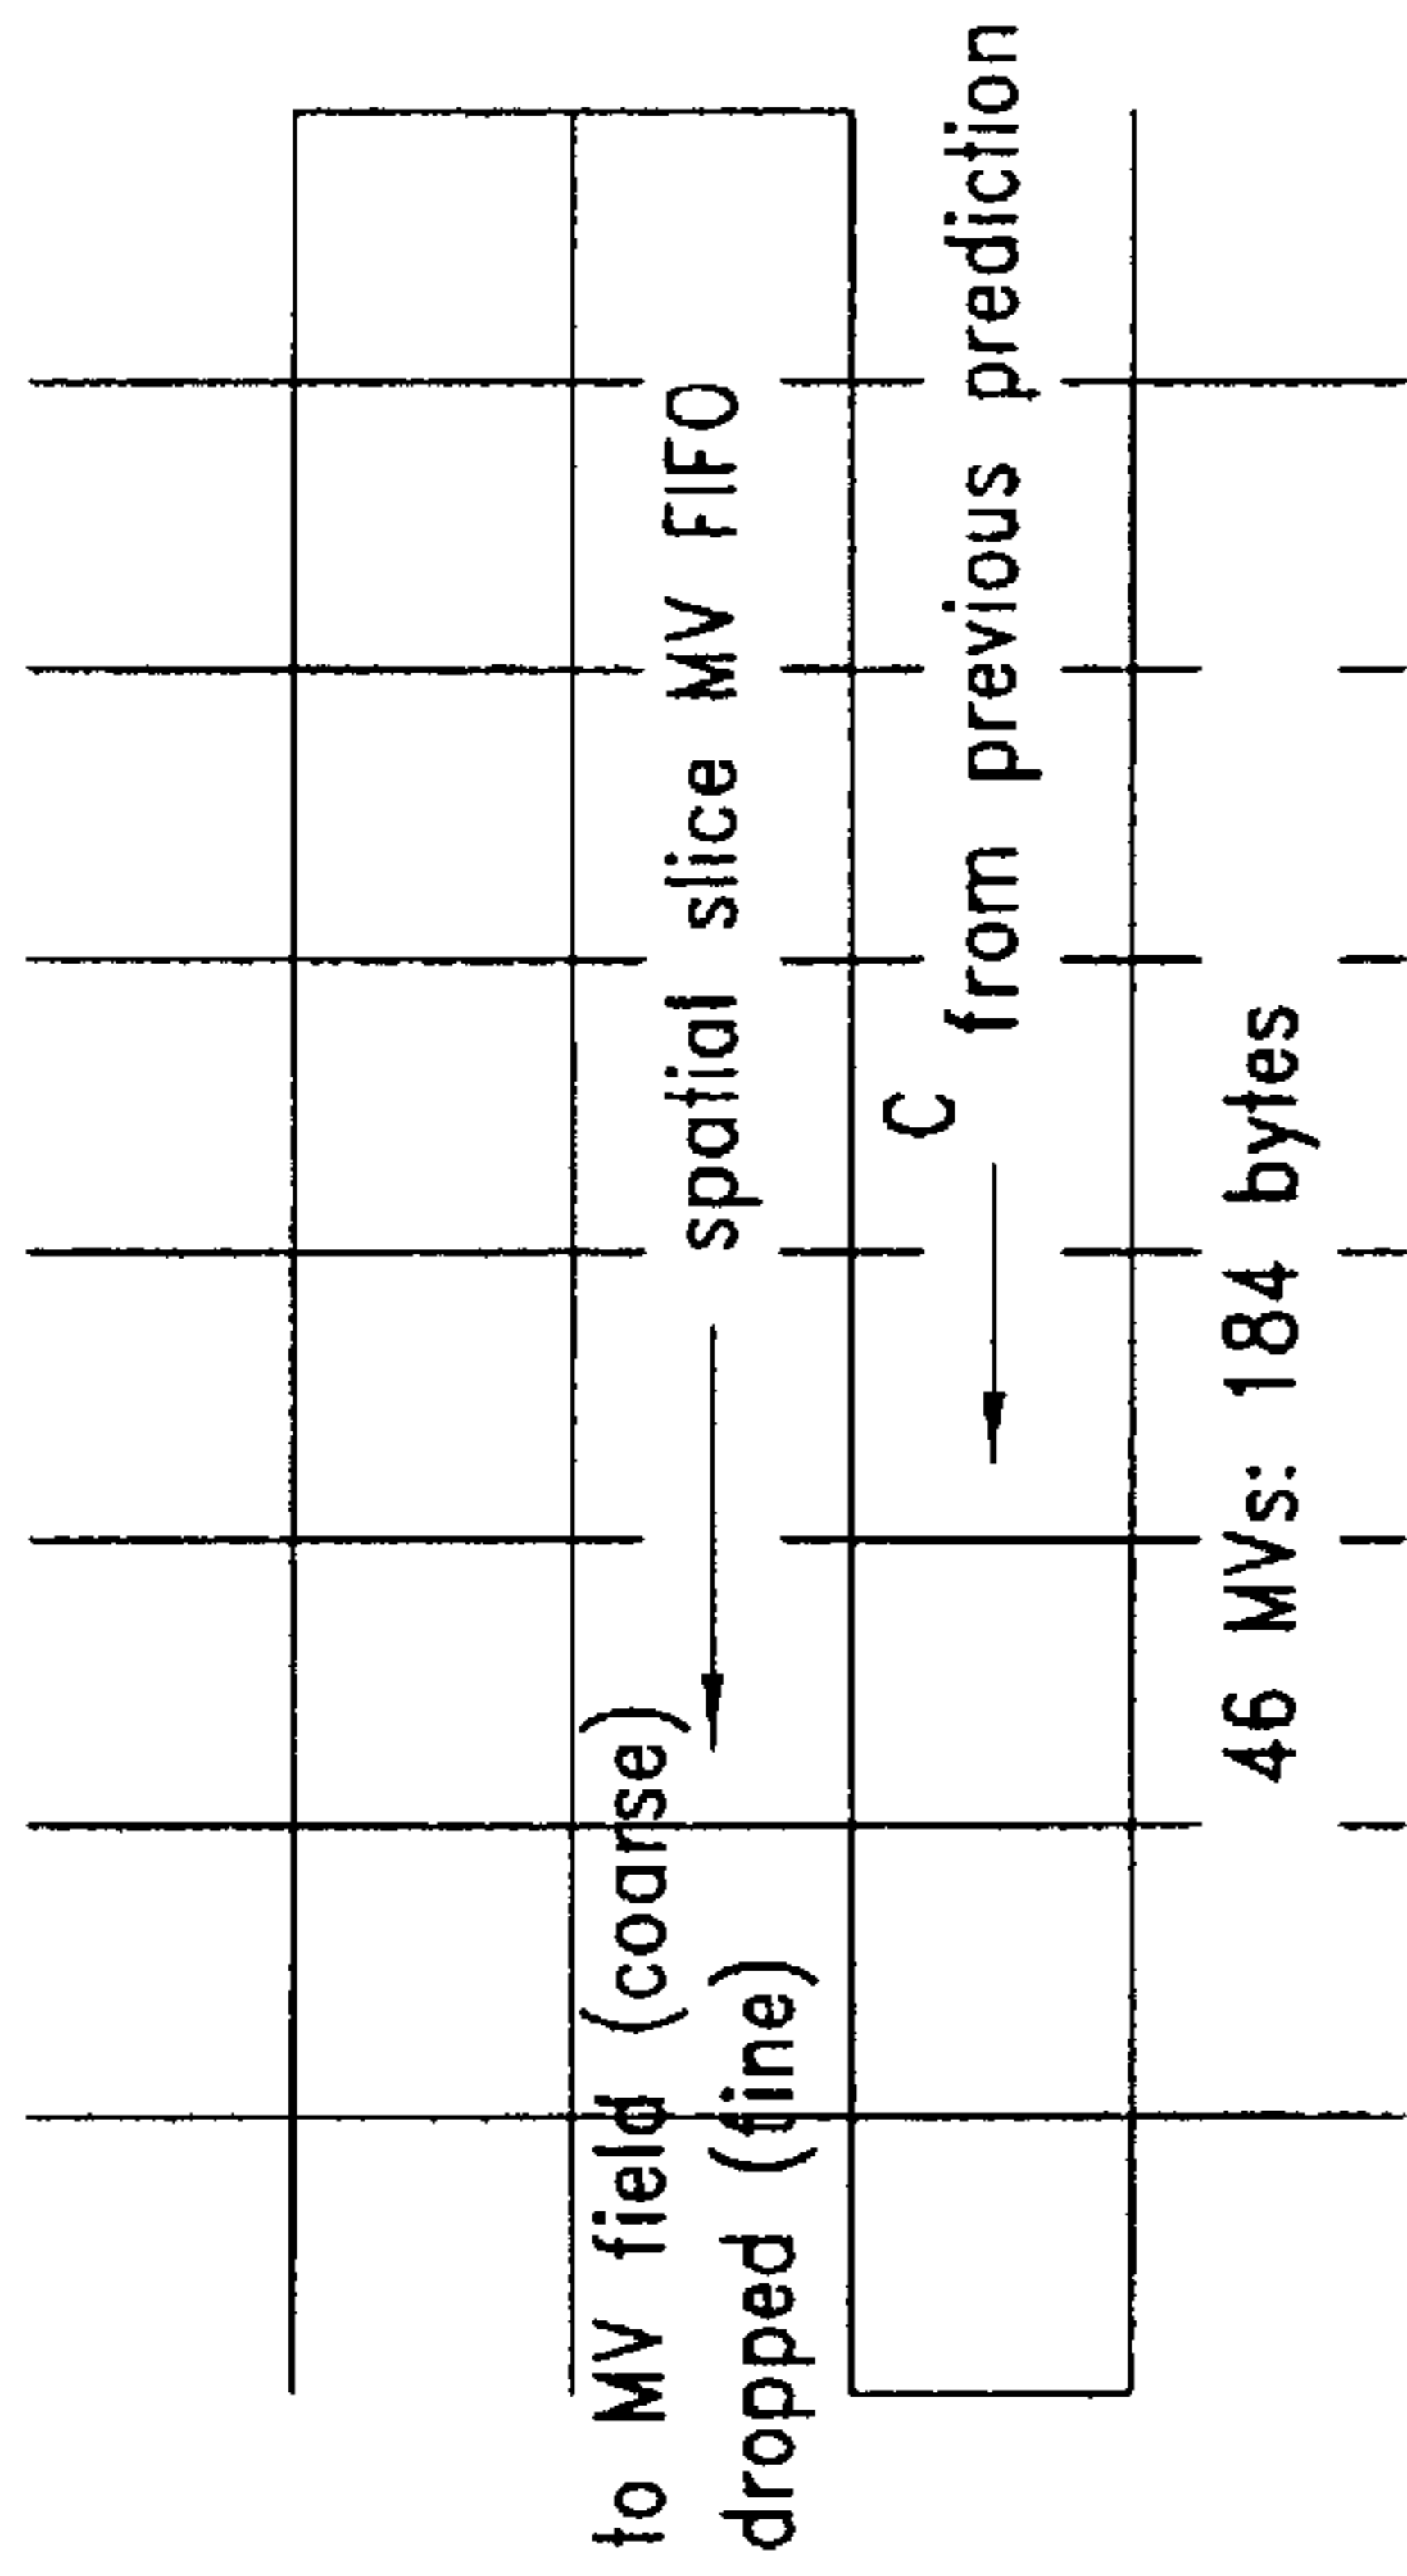 to MV field (coarse)
spatial slice MV FIFO
dropped (fine)
C
from previous prediction
46 MVs: 184 bytes